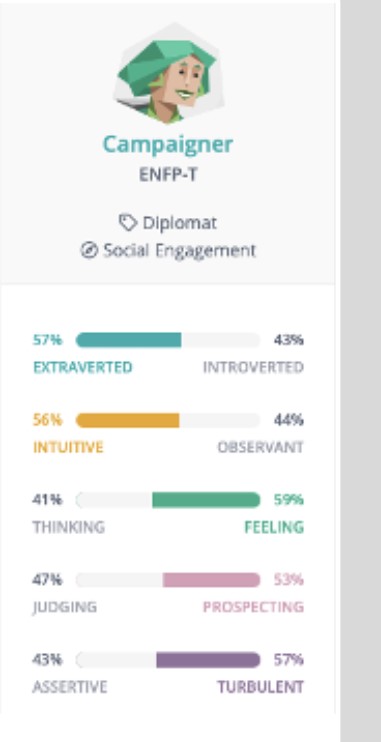 Campaigner
ENFP-T
Diplomat
Social Engagement
57% 43%
EXTRAVERTED INTROVERTED
56% 44%
INTUITIVE OBSERVANT
41% 59%
THINKING FEELING
47% 53%
JUDGING PROSPECTING
43% 57%
ASSERTIVE TURBULENT